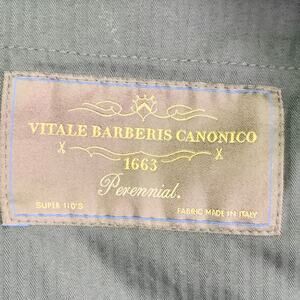 VITALE BARBERIS CANONICO
1663
Perennial.
SUPER 110'S
FABRIC MADE IN ITALY